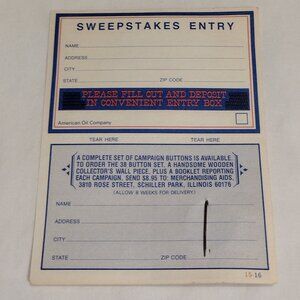 SWEEPSTAKES ENTRY
NAME
ADDRESS
CITY
STATE ZIP CODE
PLEASE FILL OUT AND DEPOSIT
IN CONVENIENT ENTRY BOX
American Oil Company
TEAR HERE TEAR HERE
A COMPLETE SET OF CAMPAIGN BUTTONS IS AVAILABLE.
TO ORDER THE 38 BUTTON SET, A HANDSOME WOODEN
COLLECTOR'S WALL PIECE, PLUS A BOOKLET REPORTING
EACH CAMPAIGN, SEND $8.95 TO: MERCHANDISING AIDS,
3810 ROSE STREET, SCHILLER PARK, ILLINOIS 60176
(ALLOW 8 WEEKS FOR DELIVERY)
NAME
ADDRESS
CITY
STATE ZIP CODE
15-16